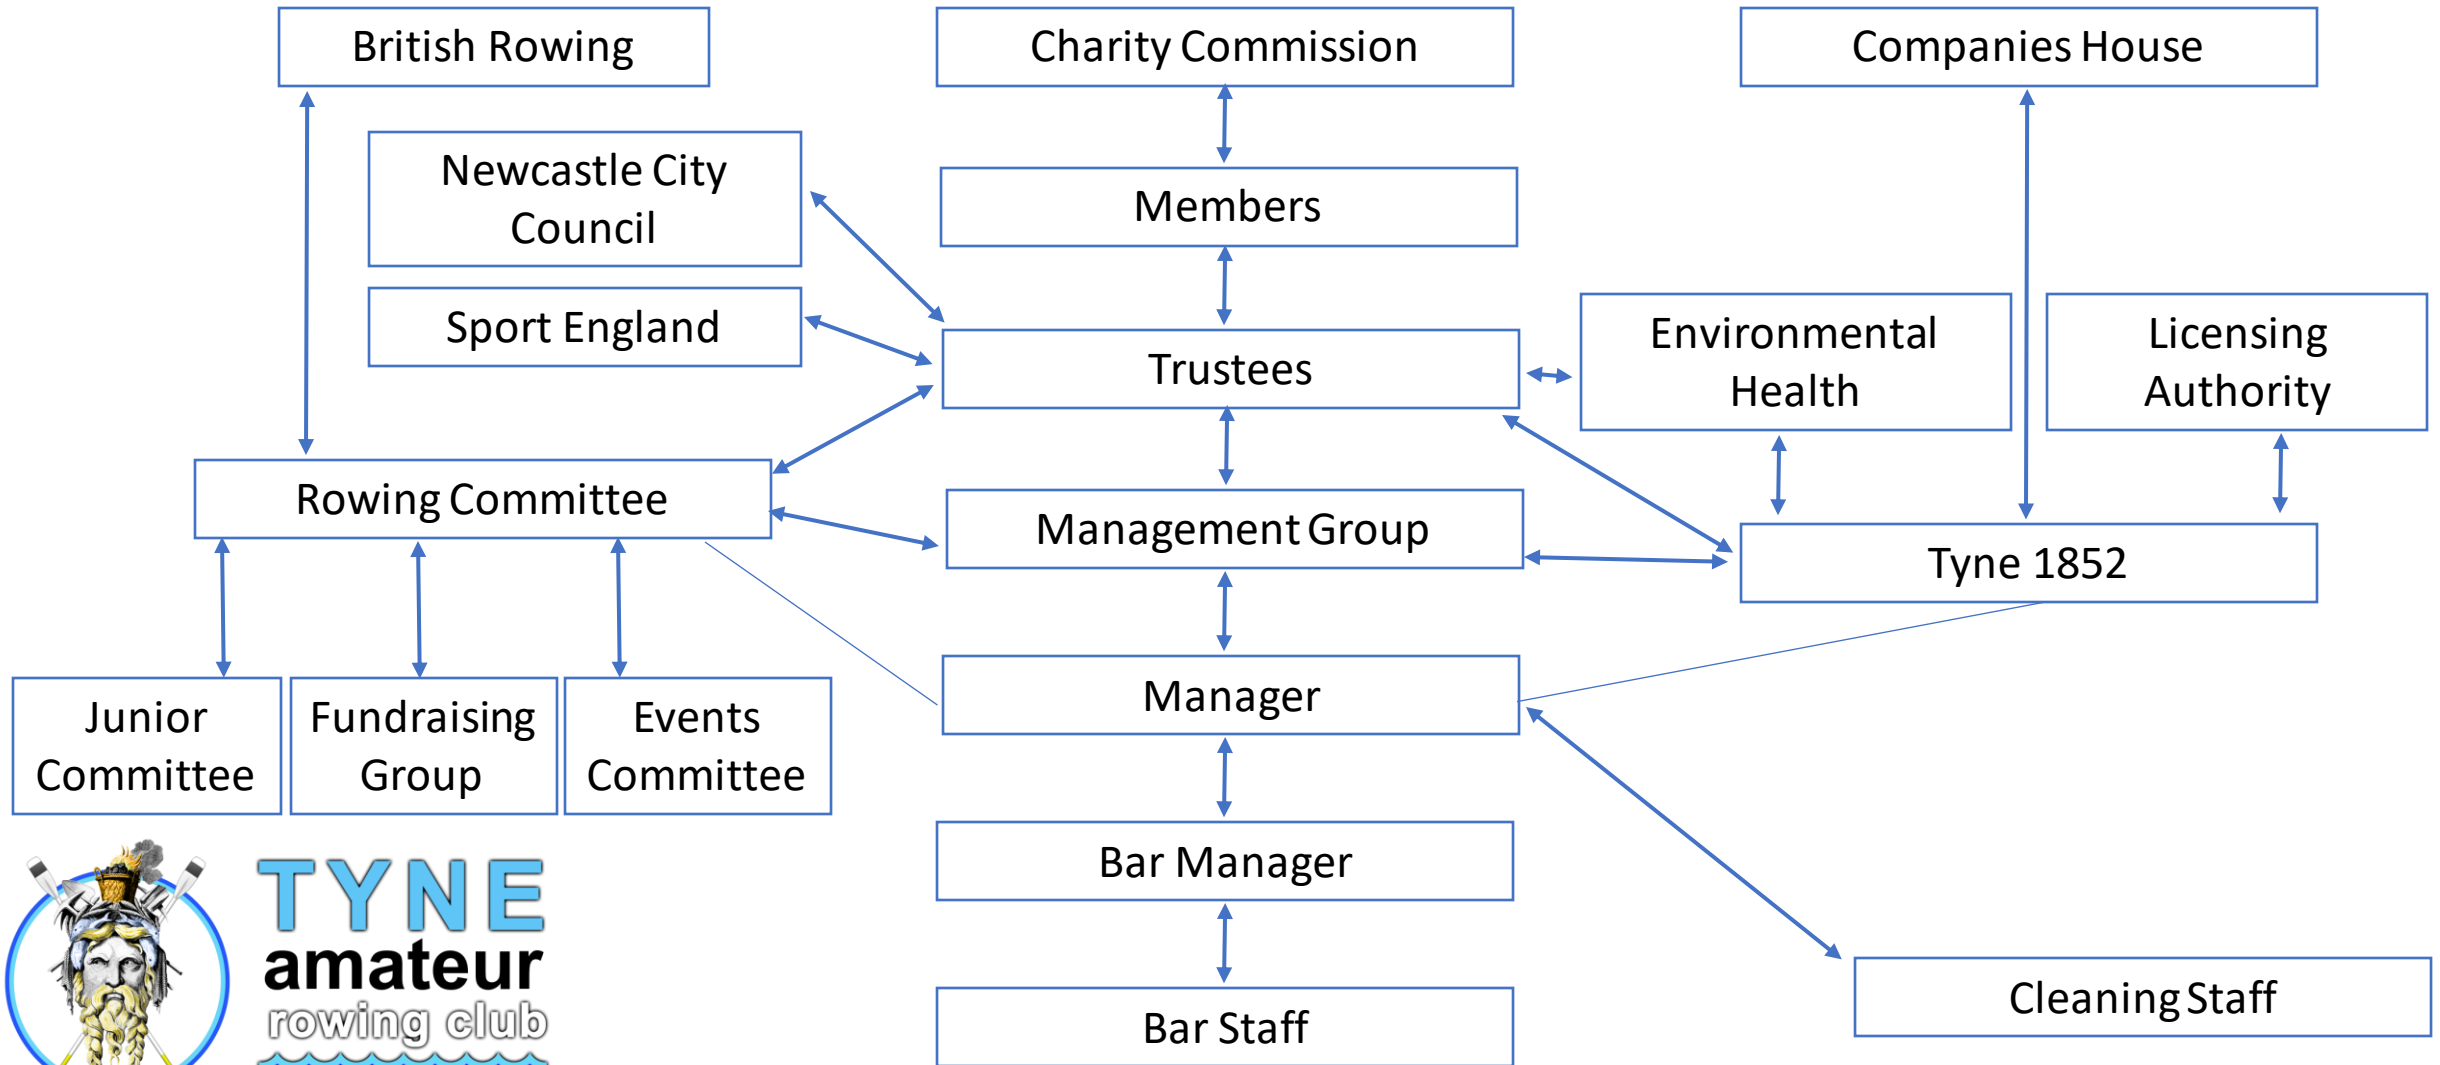 British Rowing
Charity Commission
Companies House
Newcastle City
Council
Members
Sport England
Trustees
Environmental
Health
Licensing
Authority
Rowing Committee
Management Group
Tyne 1852
Junior
Committee
Fundraising
Group
Events
Committee
Manager
Bar Manager
Cleaning Staff
Bar Staff
TYNE
amateur
rowing club